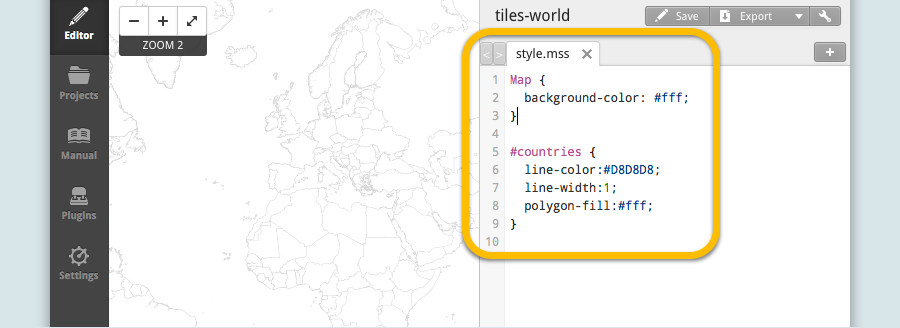 Editor
Projects
Manual
Plugins
Settings
ZOOM 2
tiles-world
Save
Export
style.mss
1 Map {
2 background-color: #fff;
3 }
4
5 #countries {
6 line-color:#D8D8D8;
7 line-width:1;
8 polygon-fill:#fff;
9 }
10